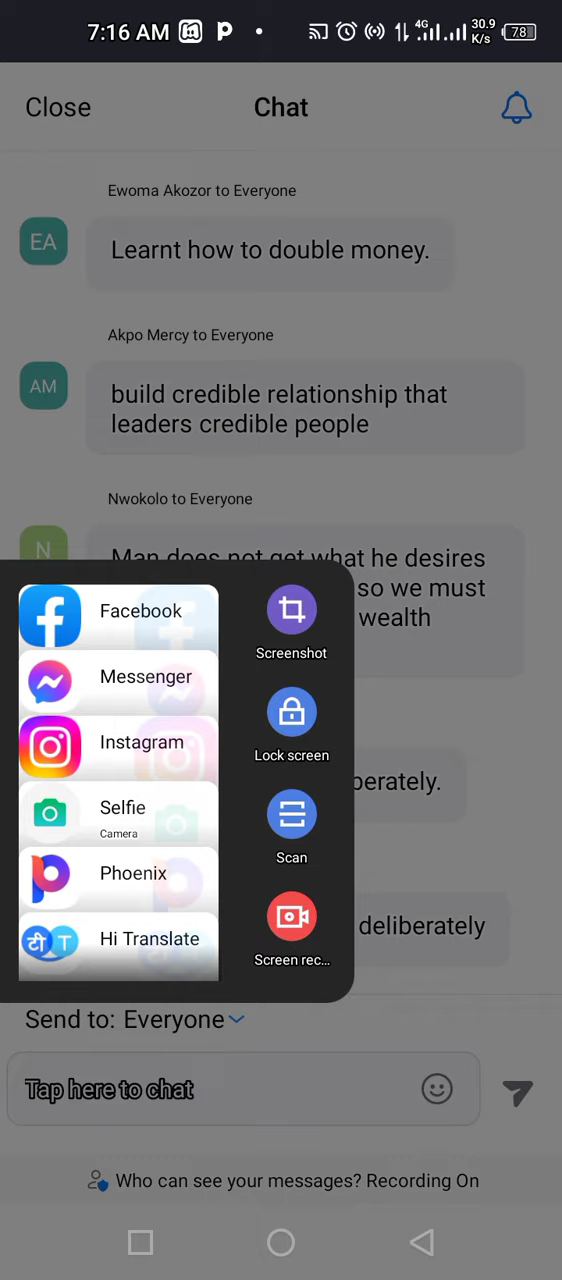 7:16 AM
4G
30.9
K/s
78
Close
Chat
Ewoma Akozor to Everyone
EA
Learnt how to double money.
Akpo Mercy to Everyone
AM
build credible relationship that
leaders credible people
Nwokolo to Everyone
N
Man does not get what he desires
so we must
wealth
berately.
deliberately
Facebook
Messenger
Instagram
Selfie
Camera
Phoenix
टी T
Hi Translate
Screenshot
Lock screen
Scan
Screen rec...
Send to: Everyone
Tap here to chat
Who can see your messages? Recording On